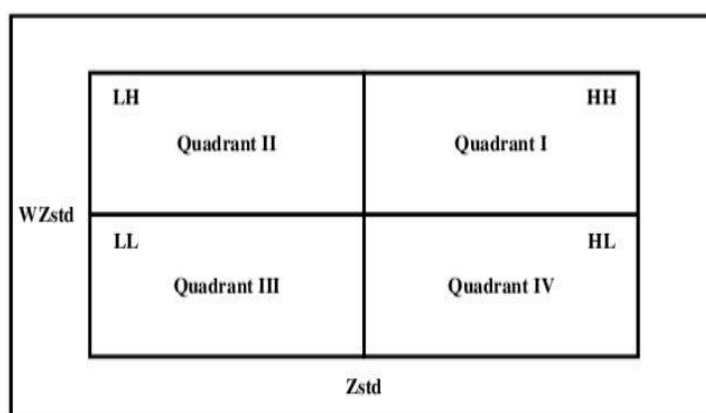 LH HH
Quadrant II Quadrant I
WZstd
LL HL
Quadrant III Quadrant IV
Zstd